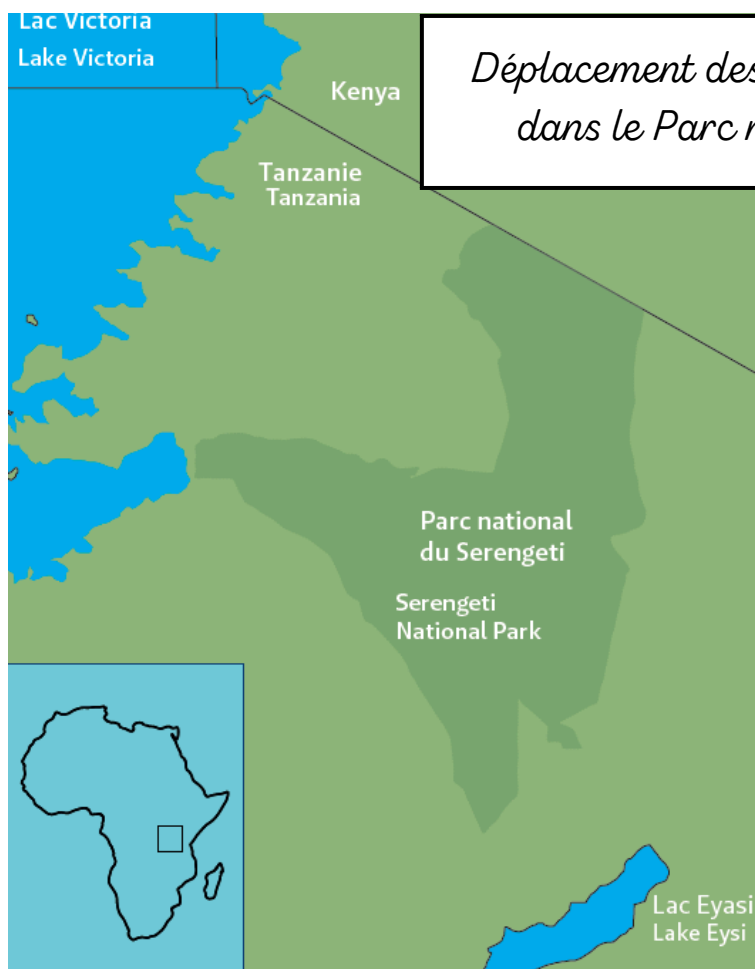 Lac Victoria
Lake Victoria
Déplacement des
dans le Parc
Kenya
Tanzanie
Tanzania
Parc national
du Serengeti
Serengeti
National Park
Lac Eyasi
Lake Eysi